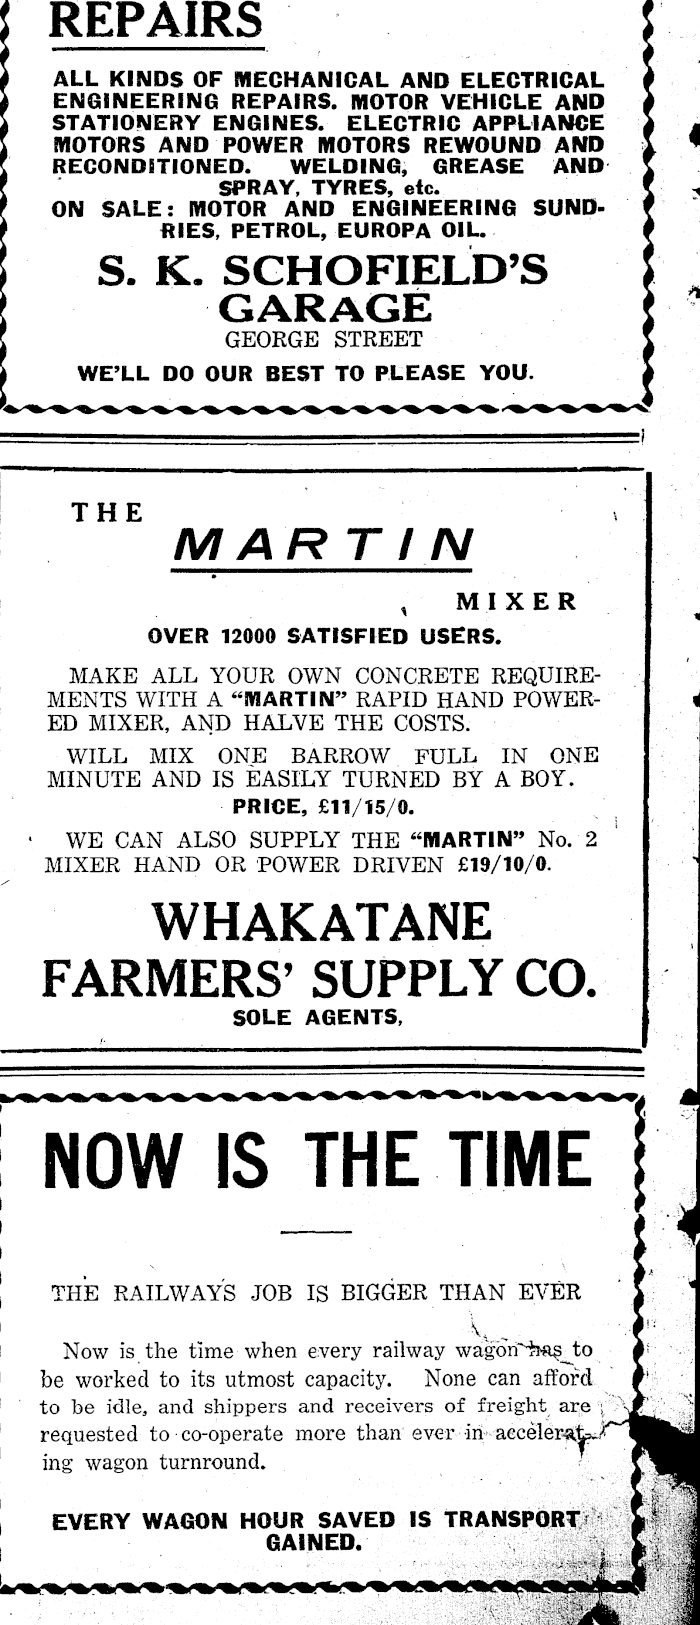 REPAIRS
ALL KINDS OF MECHANICAL AND ELECTRICAL
ENGINEERING REPAIRS. MOTOR VEHICLE AND
STATIONERY ENGINES. ELECTRIC APPLIANCE
MOTORS AND POWER MOTORS REWOUND AND
RECONDITIONED. WELDING, GREASE AND
SPRAY, TYRES, etc.
ON SALE: MOTOR AND ENGINEERING SUND-
RIES, PETROL, EUROPA OIL.
S. K. SCHOFIELD'S
GARAGE
GEORGE STREET
WE'LL DO OUR BEST TO PLEASE YOU.
THE
MARTIN
MIXER
OVER 12000 SATISFIED USERS.
MAKE ALL YOUR OWN CONCRETE REQUIRE-
MENTS WITH A “MARTIN” RAPID HAND POWER-
ED MIXER, AND HALVE THE COSTS.
WILL MIX ONE BARROW FULL IN ONE
MINUTE AND IS EASILY TURNED BY A BOY.
PRICE, £11/15/0.
WE CAN ALSO SUPPLY THE “MARTIN” No. 2
MIXER HAND OR POWER DRIVEN £19/10/0.
WHAKATANE
FARMERS' SUPPLY CO.
SOLE AGENTS,
NOW IS THE TIME
THE RAILWAYS JOB IS BIGGER THAN EVER
Now is the time when every railway wagon has to
be worked to its utmost capacity. None can afford
to be idle, and shippers and receivers of freight are
requested to co-operate more than ever in accelerat-
ing wagon turnround.
EVERY WAGON HOUR SAVED IS TRANSPORT
GAINED.